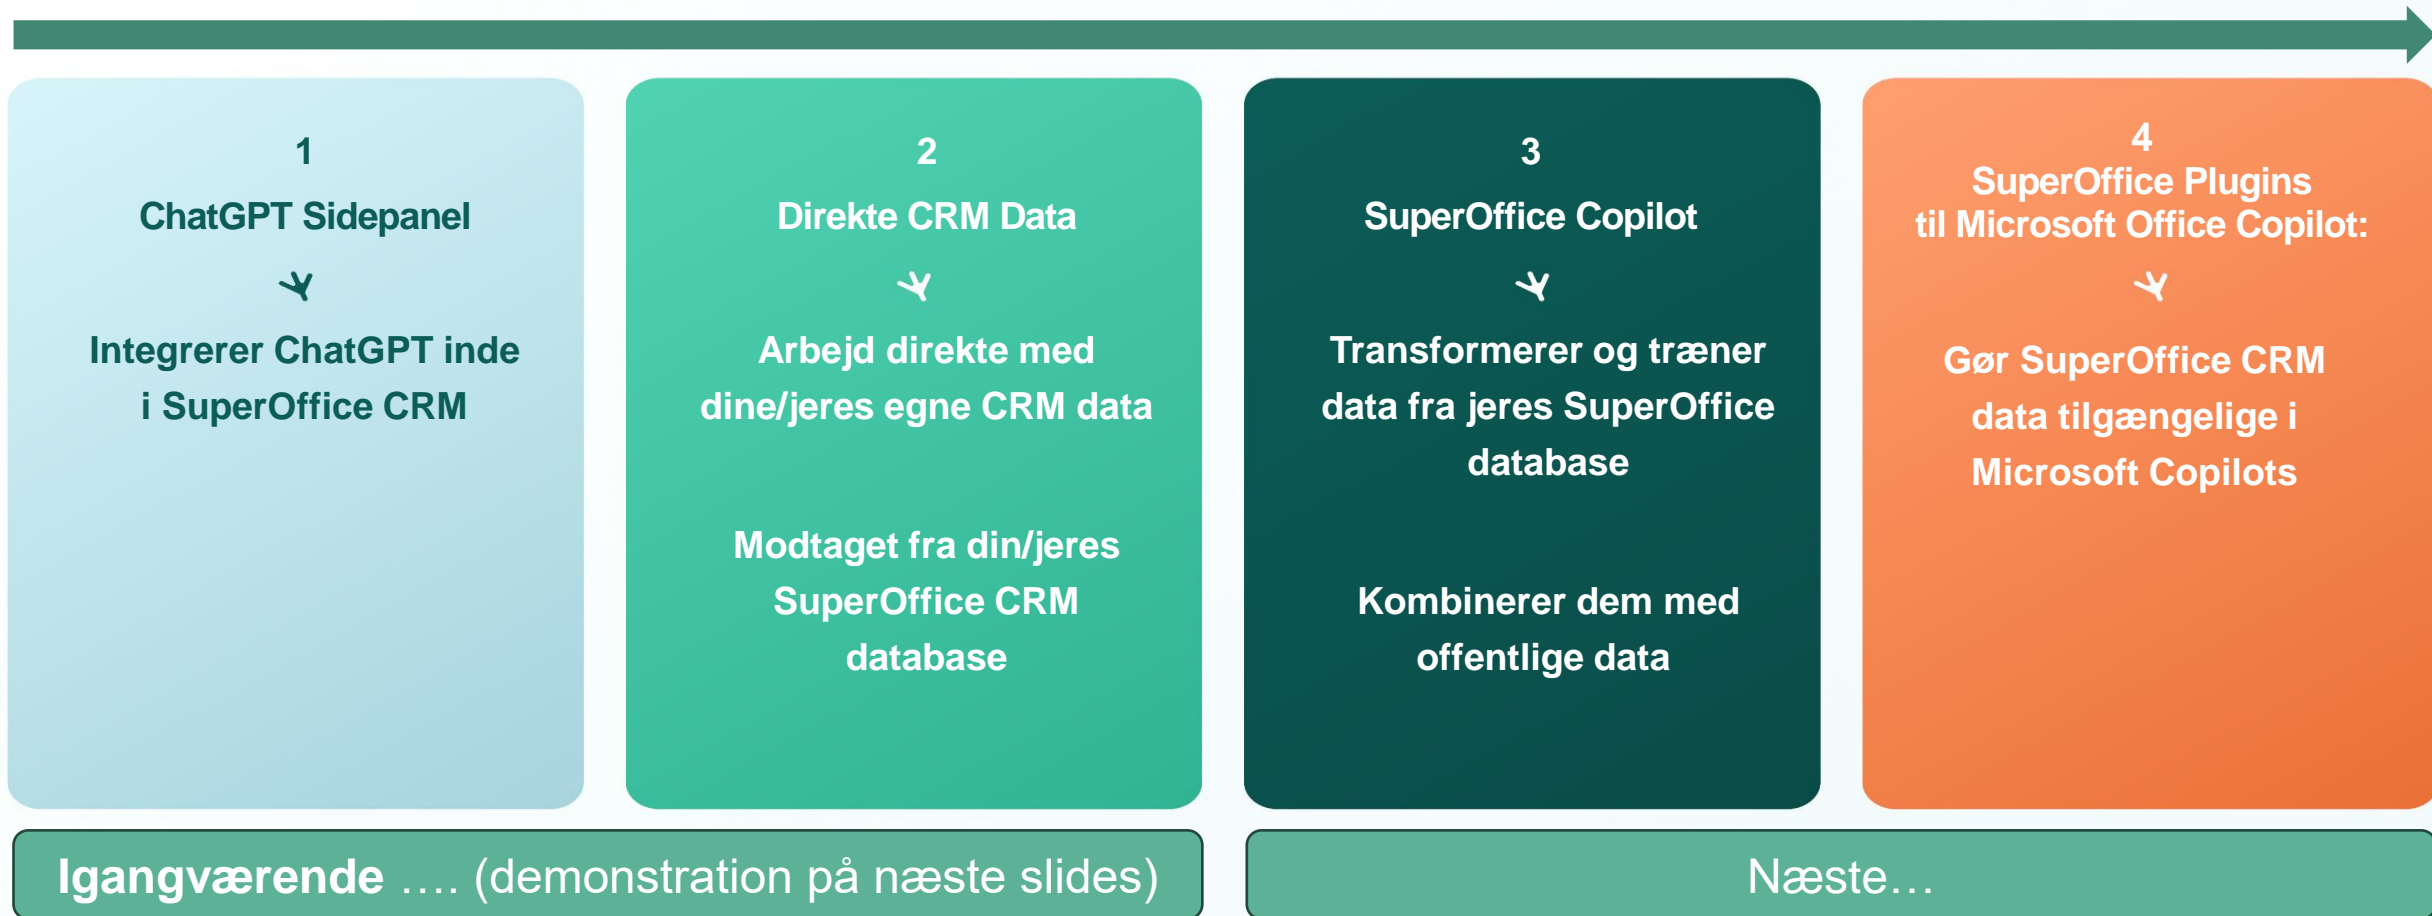 1
ChatGPT Sidepanel
Integrerer ChatGPT inde
i SuperOffice CRM
2
Direkte CRM Data
Arbejd direkte med
dine/jeres egne CRM data
Modtaget fra din/jeres
SuperOffice CRM
database
3
SuperOffice Copilot
Transformerer og træner
data fra jeres SuperOffice
database
Kombinerer dem med
offentlige data
4
SuperOffice Plugins
til Microsoft Office Copilot:
Gør SuperOffice CRM
data tilgængelige i
Microsoft Copilots
Igangværende …. (demonstration på næste slides)
Næste…